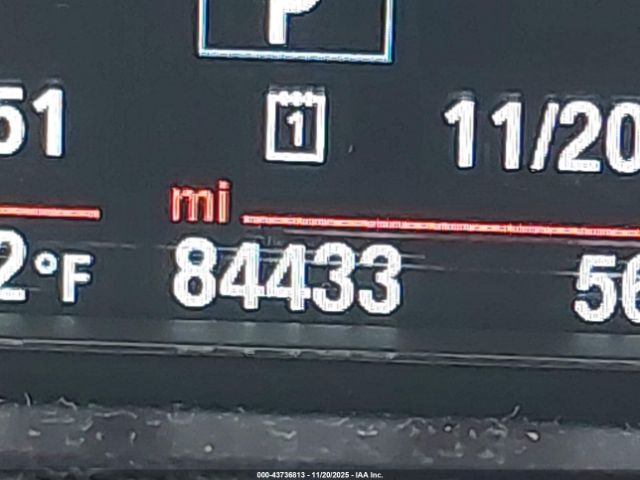 P
51 1 11/20
mi
2°F 84433 56
000-43736813 - 11/20/2025 - IAA Inc.